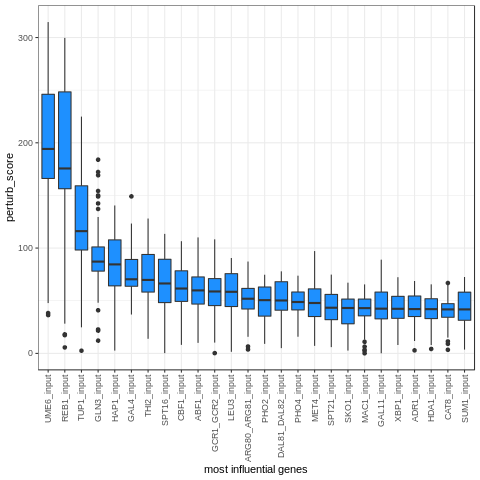 perturb_score
300
200
100
0
UME6_input
REB1_input
TUP1_input
GLN3_input
HAP1_input
GAL4_input
THI2_input
SPT16_input
CBF1_input
ABF1_input
GCR1_GCR2_input
LEU3_input
ARG80_ARG81_input
PHO2_input
DAL81_DAL82_input
PHO4_input
MET4_input
SPT21_input
SKO1_input
MAC1_input
GAL11_input
XBP1_input
ADR1_input
HDA1_input
CAT8_input
SUM1_input
most influential genes